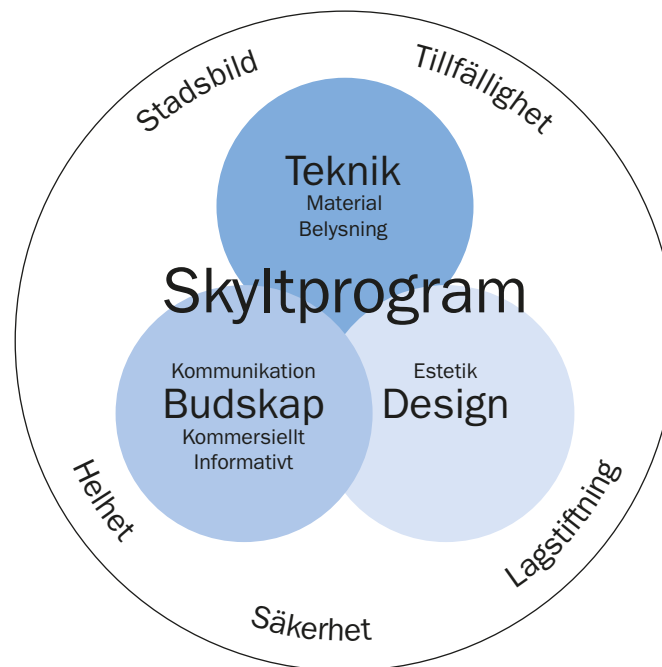 Stadsbild
Tillfällighet
Teknik
Material
Belysning
Skyltprogram
Kommunikation
Budskap
Kommersiellt
Informativt
Estetik
Design
Helhet
Lagstiftning
Säkerhet